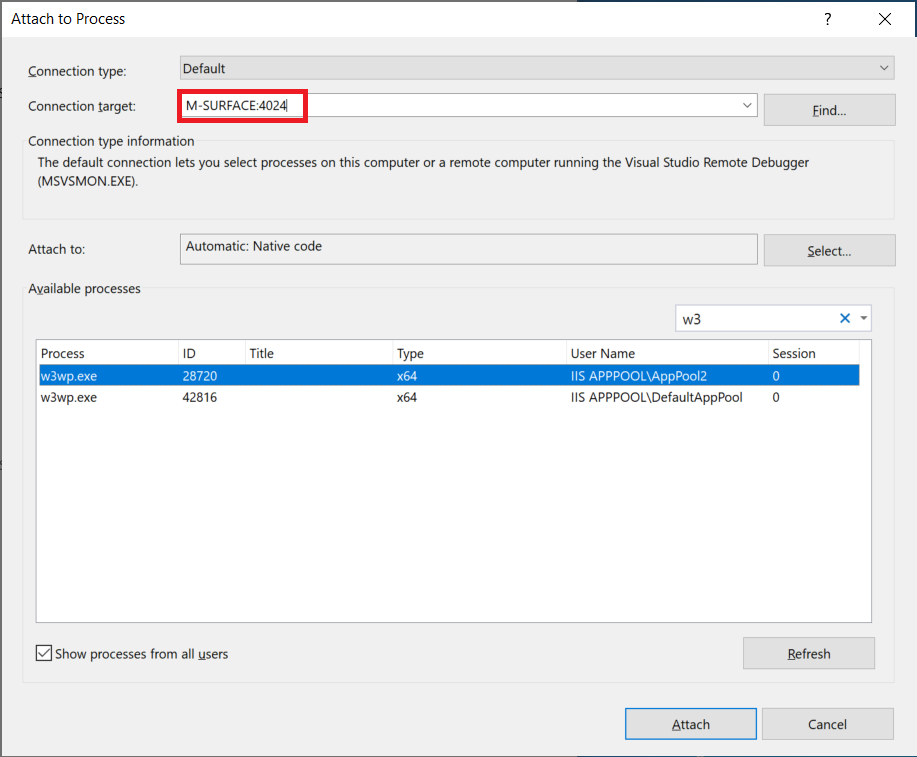 Attach to Process ?
Connection type: Default
Connection target: M-SURFACE:4024 Find...
Connection type information
The default connection lets you select processes on this computer or a remote computer running the Visual Studio Remote Debugger
(MSVSMON.EXE).
Attach to: Automatic: Native code Select...
Available processes
w3
Process ID Title Type User Name Session
w3wp.exe 28720 x64 IIS APPPOOL\AppPool2 0
w3wp.exe 42816 x64 IIS APPPOOL\DefaultAppPool 0
Show processes from all users Refresh
Attach Cancel